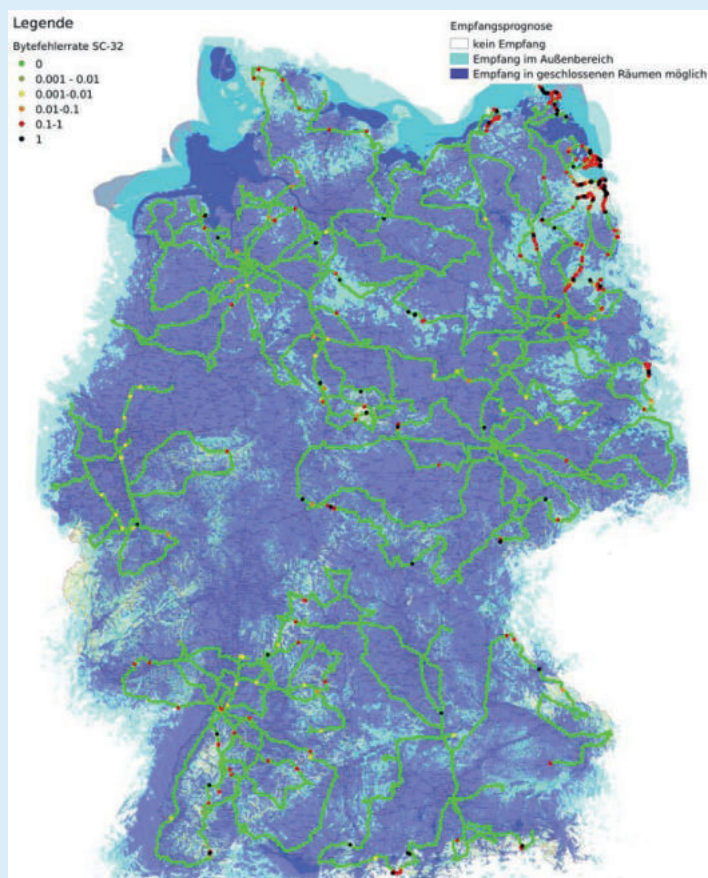 Legende
Bytefehlerrate SC-32
0
0.001 - 0.01
0.001-0.01
0.01-0.1
0.1-1
1
Empfangsprognose
kein Empfang
Empfang im Außenbereich
Empfang in geschlossenen Räumen möglich